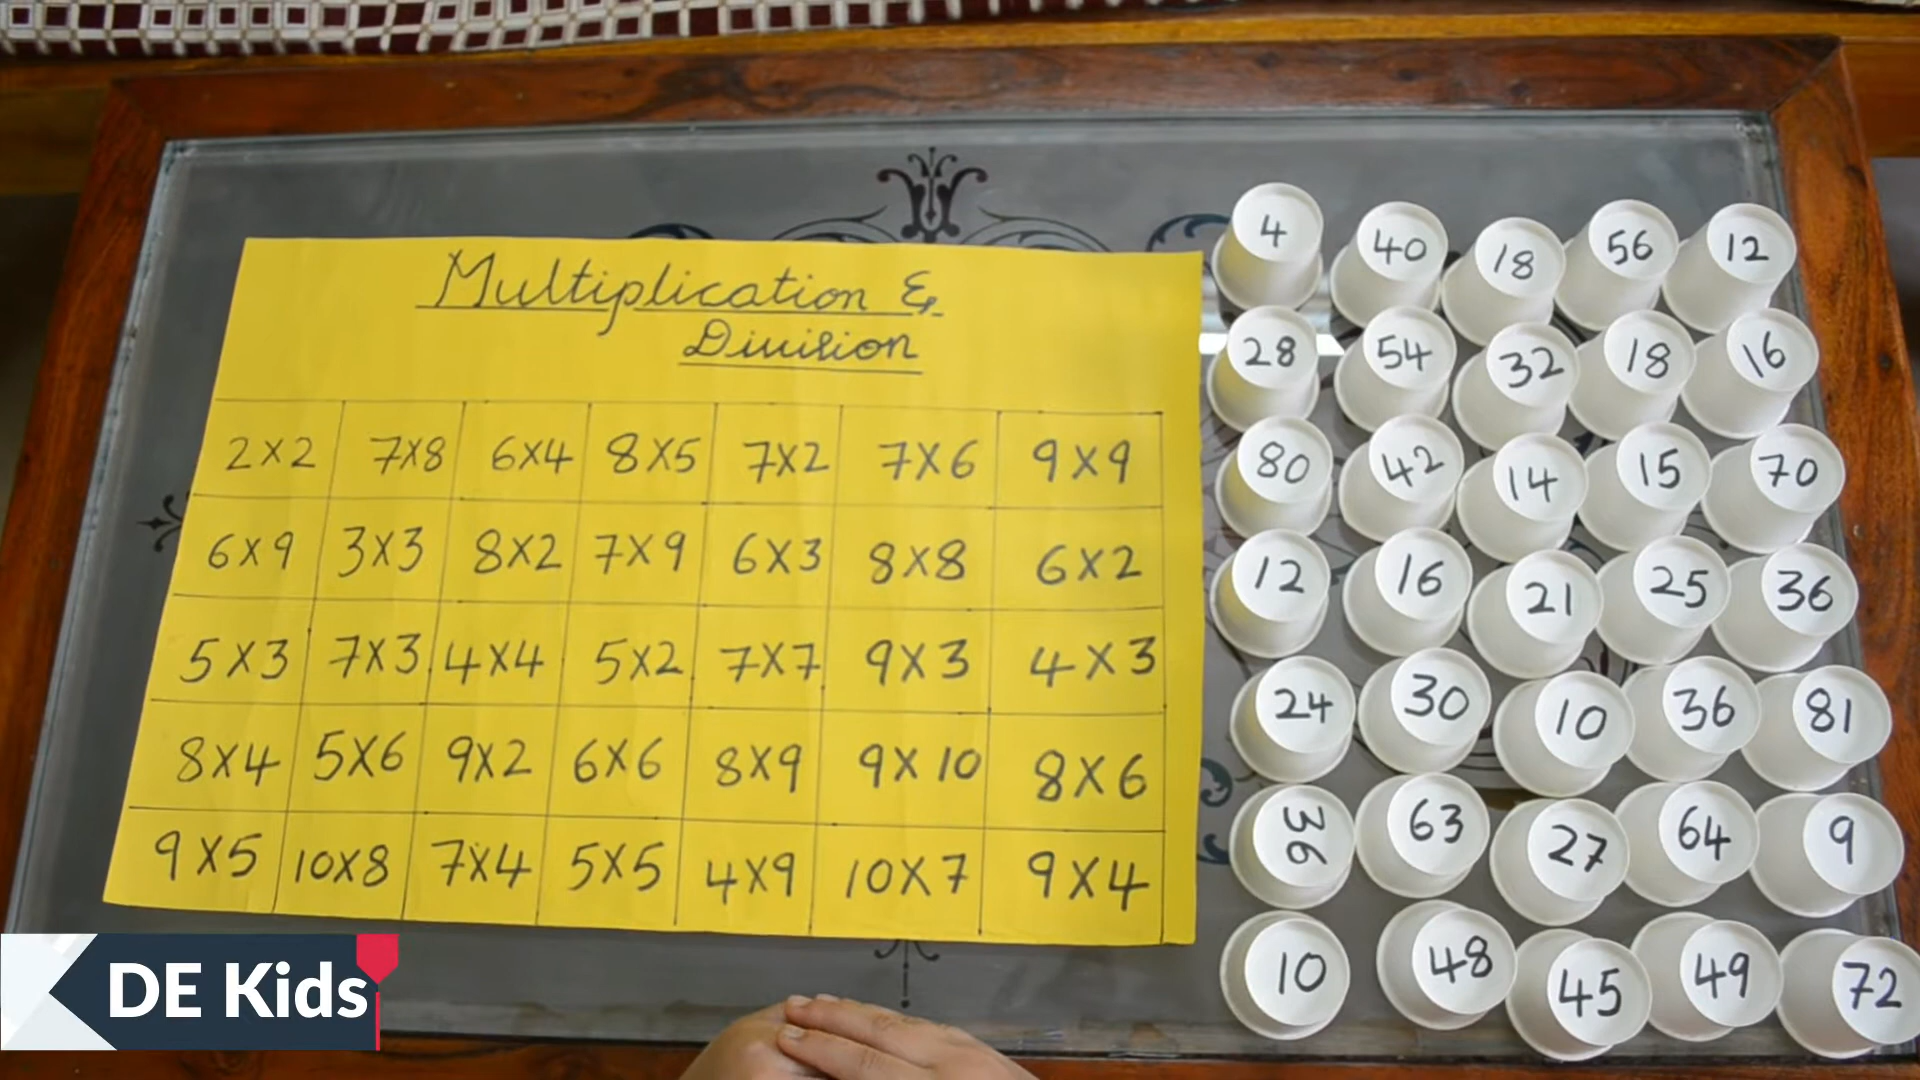 Multiplication &
Division
2X2 7X8 6X4 8X5 7X2 7X6 9X9
6X9 3X3 8X2 7X9 6X3 8X8 6X2
5X3 7X3 4X4 5X2 7X7 9X3 4X3
8X4 5X6 9X2 6X6 8X9 9X10 8X6
9X5 10X8 7X4 5X5 4X9 10X7 9X4
4 40 18 56 12
28 54 32 18 16
80 42 14 15 70
12 16 21 25 36
24 30 10 36 81
36 63 27 64 9
10 48 45 49 72
DE Kids